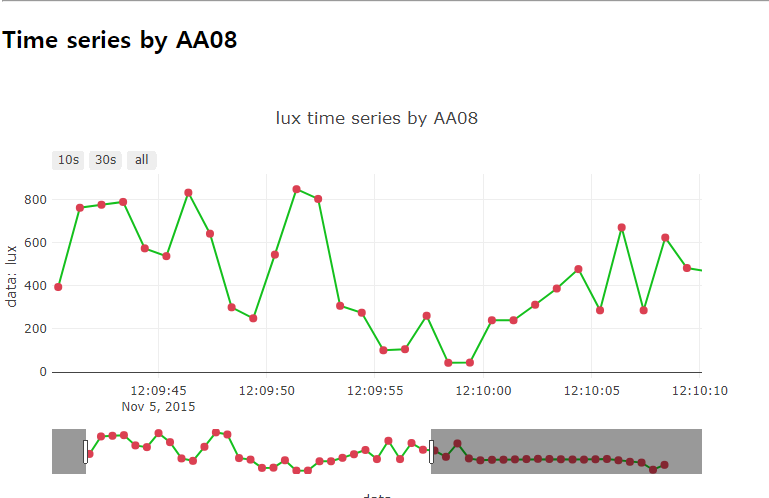 Time series by AA08
lux time series by AA08
10s 30s all
800
600
400
200
0
data: lux
12:09:45 12:09:50 12:09:55 12:10:00 12:10:05 12:10:10
Nov 5, 2015